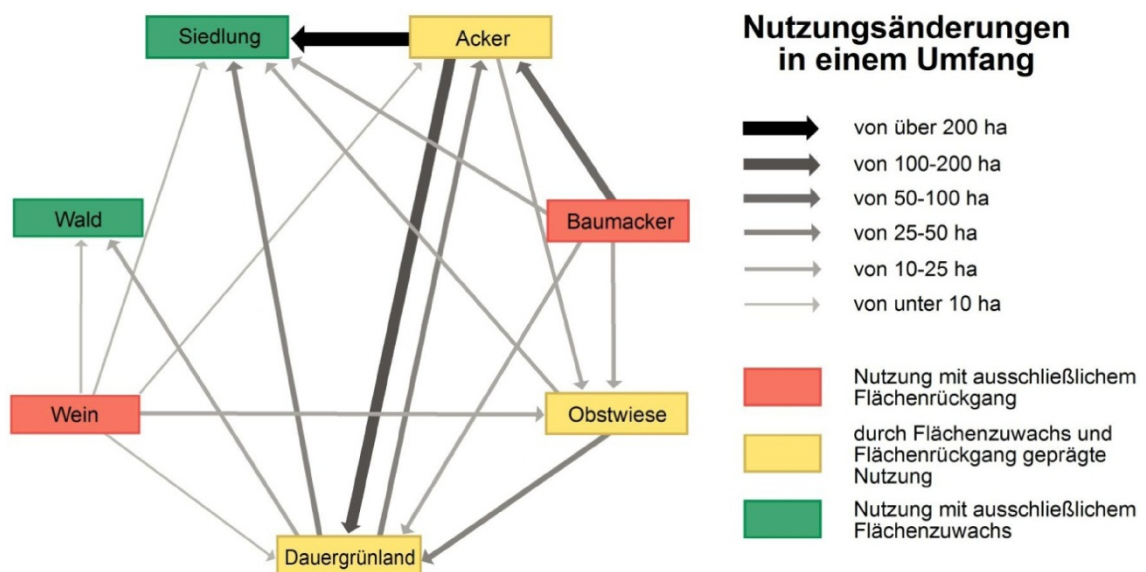 Siedlung
Acker
Wald
Baumacker
Wein
Obstwiese
Dauergrünland
Nutzungsänderungen
in einem Umfang
von über 200 ha
von 100-200 ha
von 50-100 ha
von 25-50 ha
von 10-25 ha
von unter 10 ha
Nutzung mit ausschließlichem
Flächenrückgang
durch Flächenzuwachs und
Flächenrückgang geprägte
Nutzung
Nutzung mit ausschließlichem
Flächenzuwachs